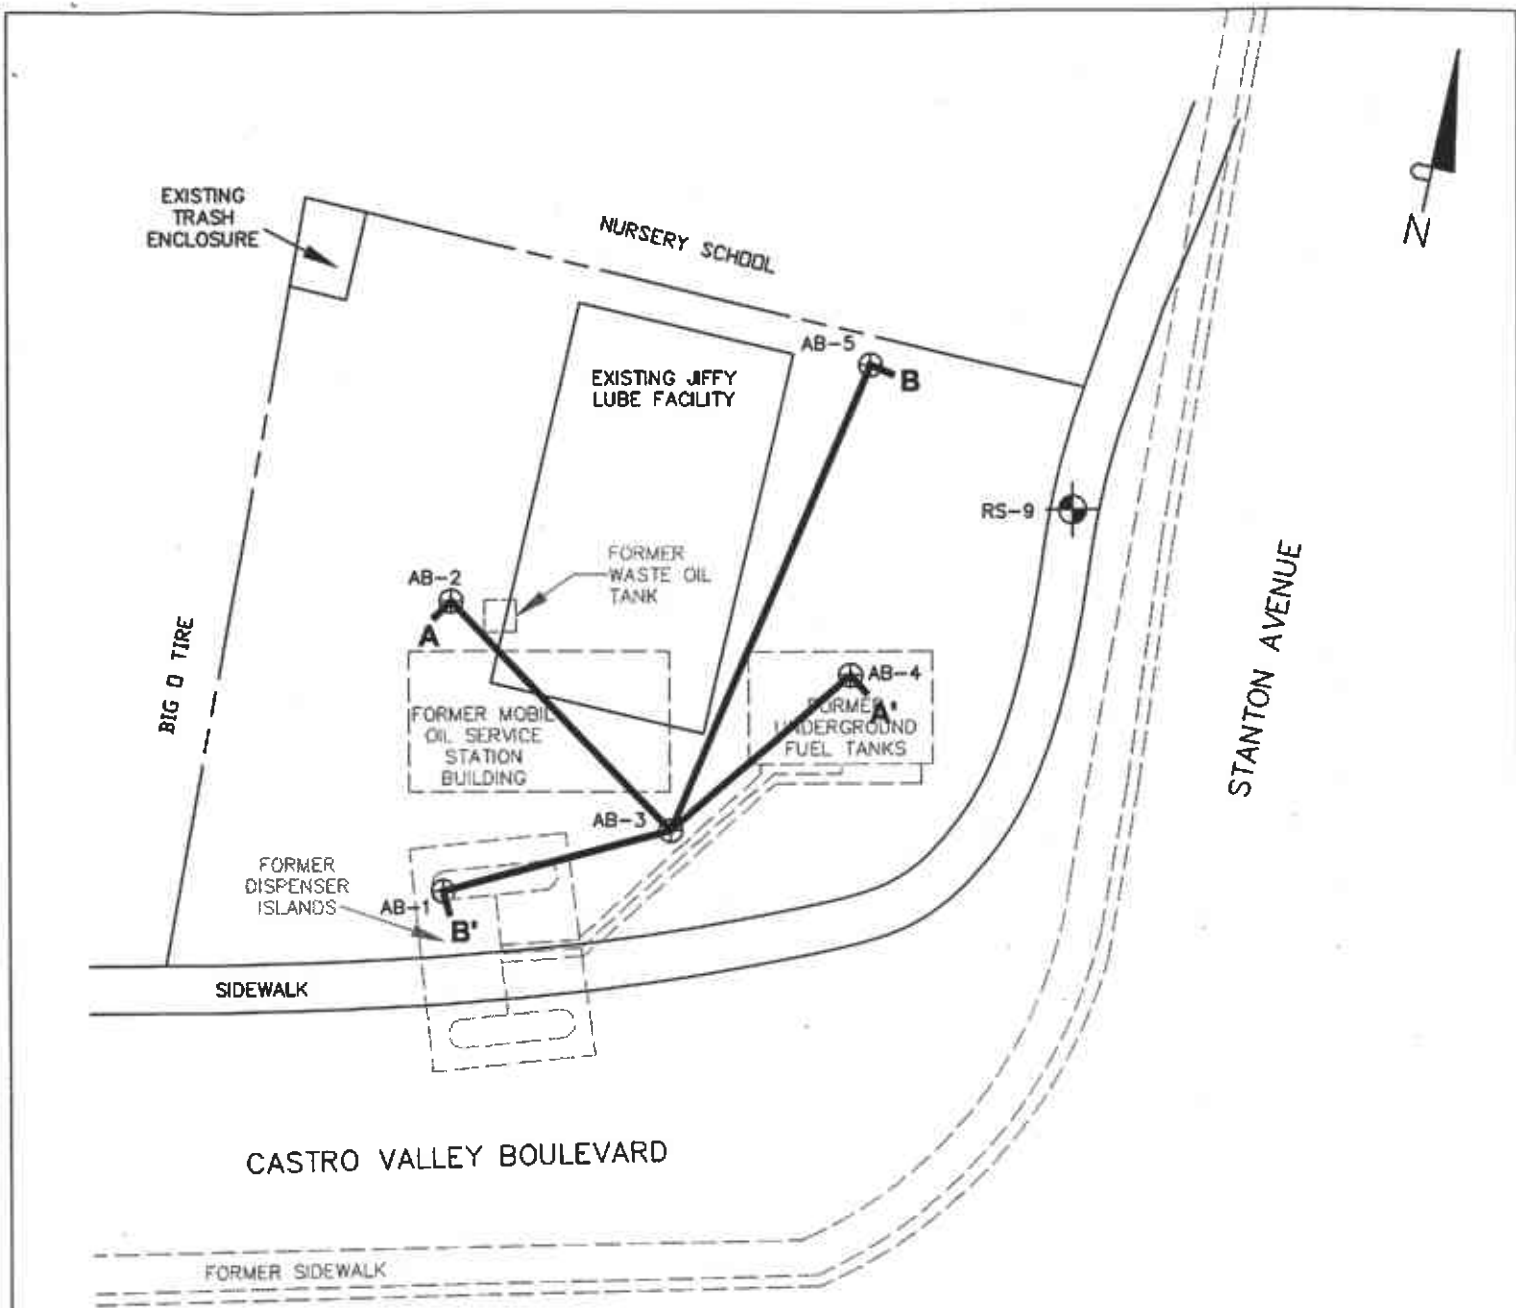 EXISTING
TRASH
ENCLOSURE
NURSERY SCHOOL
N
AB-5
B
EXISTING JIFFY
LUBE FACILITY
RS-9
FORMER
WASTE OIL
TANK
AB-2
A
BIG O TIRE
STANTON AVENUE
AB-4
A'
FORMER MOBIL
OIL SERVICE
STATION
BUILDING
FORMER
UNDERGROUND
FUEL TANKS
AB-3
FORMER
DISPENSER
ISLANDS
AB-1
B'
SIDEWALK
CASTRO VALLEY BOULEVARD
FORMER SIDEWALK